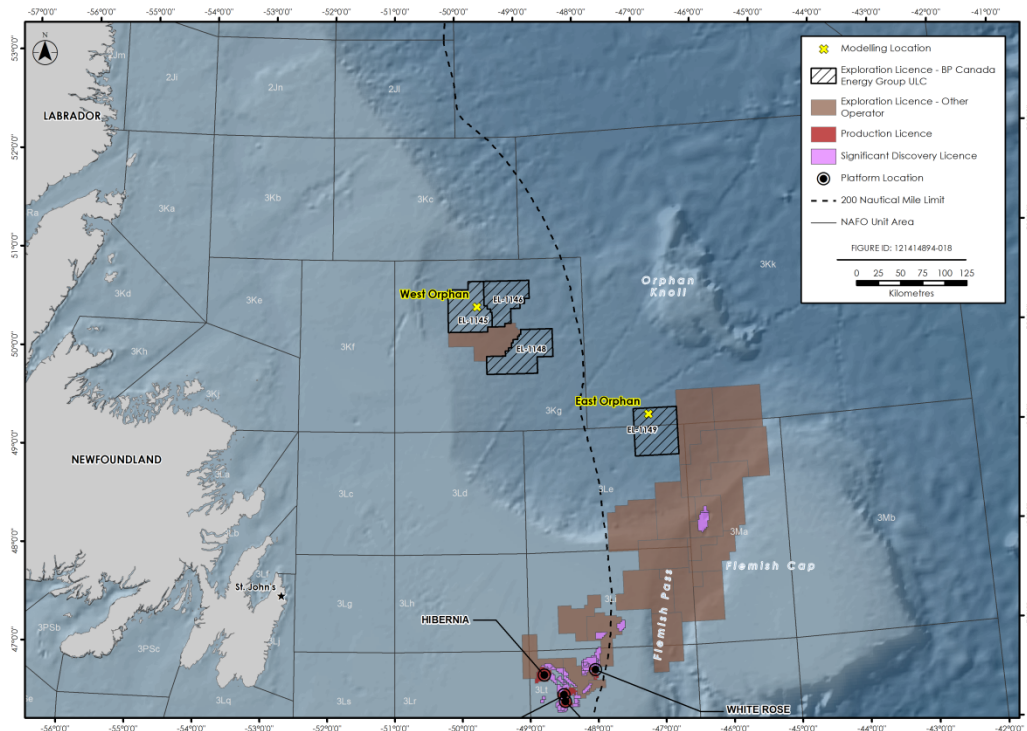 -57°0'0"
-56°0'0"
-55°0'0"
-54°0'0"
-53°0'0"
-52°0'0"
-51°0'0"
-50°0'0"
-49°0'0"
-48°0'0"
-47°0'0"
-46°0'0"
-45°0'0"
-44°0'0"
-43°0'0"
-42°0'0"
53°0'0"
52°0'0"
51°0'0"
50°0'0"
49°0'0"
48°0'0"
47°0'0"
N
Modelling Location
Exploration Licence - BP Canada
Energy Group ULC
Exploration Licence - Other
Operator
Production Licence
Significant Discovery Licence
Platform Location
200 Nautical Mile Limit
NAFO Unit Area
FIGURE ID: 121414894-018
0 25 50 75 100 125
Kilometres
2Jm
2Ji
2Jn
2Jl
LABRADOR
Ra
3Ka
3Kb
3Kc
3Kk
Orphan
Knoll
3Kd
3Ke
West Orphan
EL-1146
EL-1145
3Kh
3Kf
EL-1148
3Kj
3Kg
East Orphan
EL-1149
NEWFOUNDLAND
3La
3Lc
3Ld
3Le
3Lb
3Ma
3Mb
Flemish Cap
Flemish Pass
3Lf
St. John's
3Lg
3Lh
3Li
3Lj
HIBERNIA
3PSb
3PSc
3Lq
3Ls
3Lr
3Lt
WHITE ROSE
-56°0'0"
-55°0'0"
-54°0'0"
-53°0'0"
-52°0'0"
-51°0'0"
-50°0'0"
-49°0'0"
-48°0'0"
-47°0'0"
-46°0'0"
-45°0'0"
-44°0'0"
-43°0'0"
-42°0'0"